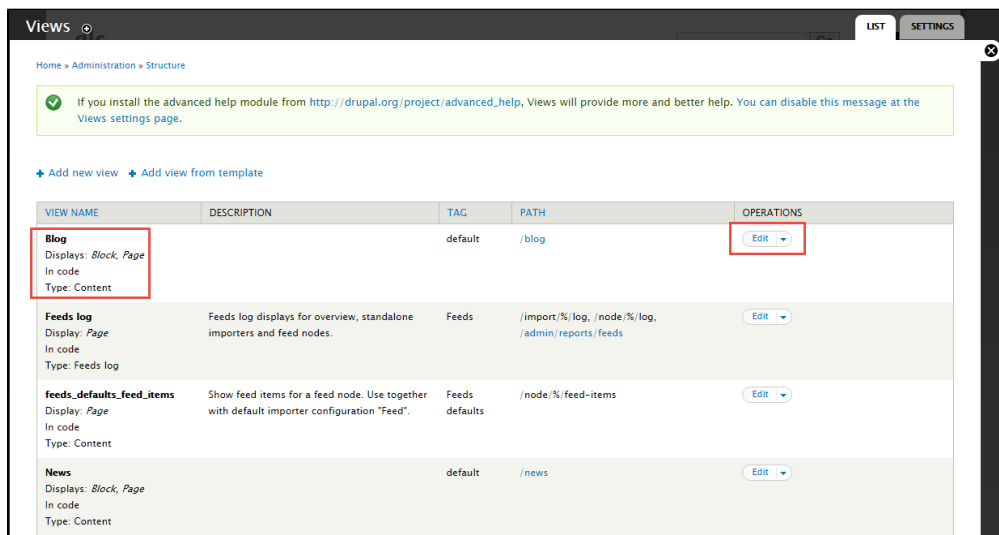 Views
LIST
SETTINGS
Home » Administration » Structure
If you install the advanced help module from http://drupal.org/project/advanced_help, Views will provide more and better help. You can disable this message at the
Views settings page.
+ Add new view + Add view from template
VIEW NAME DESCRIPTION TAG PATH OPERATIONS
Blog default /blog Edit
Displays: Block, Page
In code
Type: Content
Feeds log Feeds log displays for overview, standalone Feeds /import/%/log, /node/%/log, Edit
Display: Page importers and feed nodes. /admin/reports/feeds
In code
Type: Feeds log
feeds_defaults_feed_items Show feed items for a feed node. Use together Feeds /node/%/feed-items Edit
Display: Page with default importer configuration "Feed". defaults
In code
Type: Content
News default /news Edit
Displays: Block, Page
In code
Type: Content